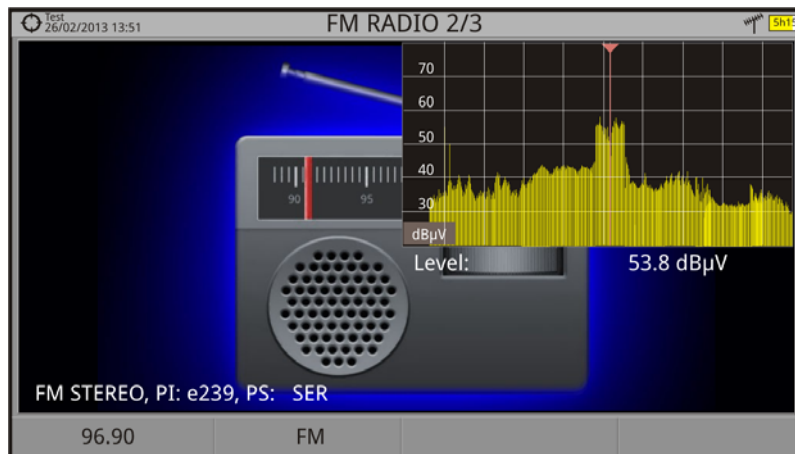 Test
26/02/2013 13:51
FM RADIO 2/3
5h15
70
60
50
40
30
dBµV
90 95
Level: 53.8 dBµV
FM STEREO, PI: e239, PS: SER
96.90 FM